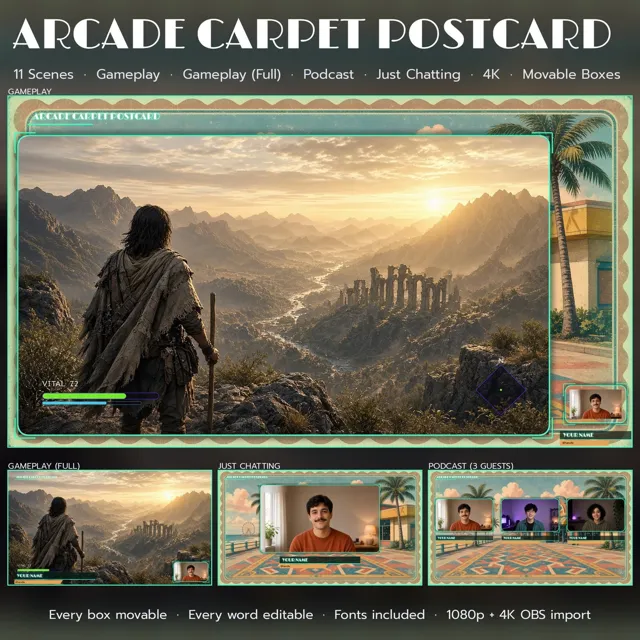 ARCADE CARPET POSTCARD
11 Scenes · Gameplay · Gameplay (Full) · Podcast · Just Chatting · 4K · Movable Boxes
GAMEPLAY
ARCADE CARPET POSTCARD
VITAL 72
YOUR NAME
GAMEPLAY (FULL)
JUST CHATTING
PODCAST (3 GUESTS)
YOUR NAME
YOUR NAME
Every box movable · Every word editable · Fonts included · 1080p + 4K OBS import